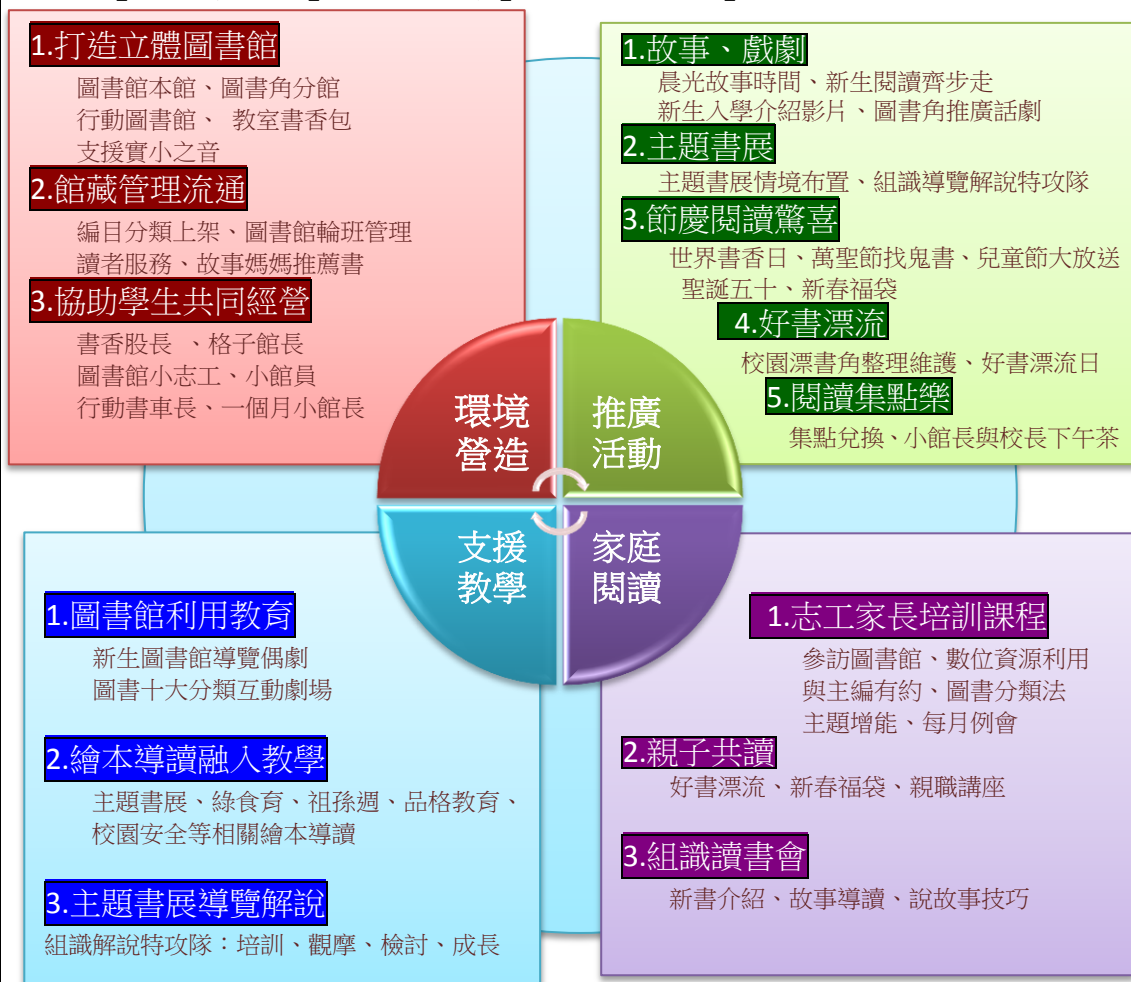 1.打造立體圖書館
圖書館本館、圖書角分館
行動圖書館、 教室書香包
支援實小之音
2.館藏管理流通
編目分類上架、圖書館輪班管理
讀者服務、故事媽媽推薦書
3.協助學生共同經營
書香股長 、格子館長
圖書館小志工、小館員
行動書車長、一個月小館長
1.故事、戲劇
晨光故事時間、新生閱讀齊步走
新生入學介紹影片、圖書角推廣話劇
2.主題書展
主題書展情境布置、組識導覽解說特攻隊
3.節慶閱讀驚喜
世界書香日、萬聖節找鬼書、兒童節大放送
聖誕五十、新春福袋
4.好書漂流
校園漂書角整理維護、好書漂流日
5.閱讀集點樂
集點兌換、小館長與校長下午茶
環境
營造
推廣
活動
支援
教學
家庭
閱讀
1.圖書館利用教育
新生圖書館導覽偶劇
圖書十大分類互動劇場
2.繪本導讀融入教學
主題書展、綠食育、祖孫週、品格教育、
校園安全等相關繪本導讀
3.主題書展導覽解說
組識解說特攻隊：培訓、觀摩、檢討、成長
1.志工家長培訓課程
參訪圖書館、數位資源利用
與主編有約、圖書分類法
主題增能、每月例會
2.親子共讀
好書漂流、新春福袋、親職講座
3.組識讀書會
新書介紹、故事導讀、說故事技巧